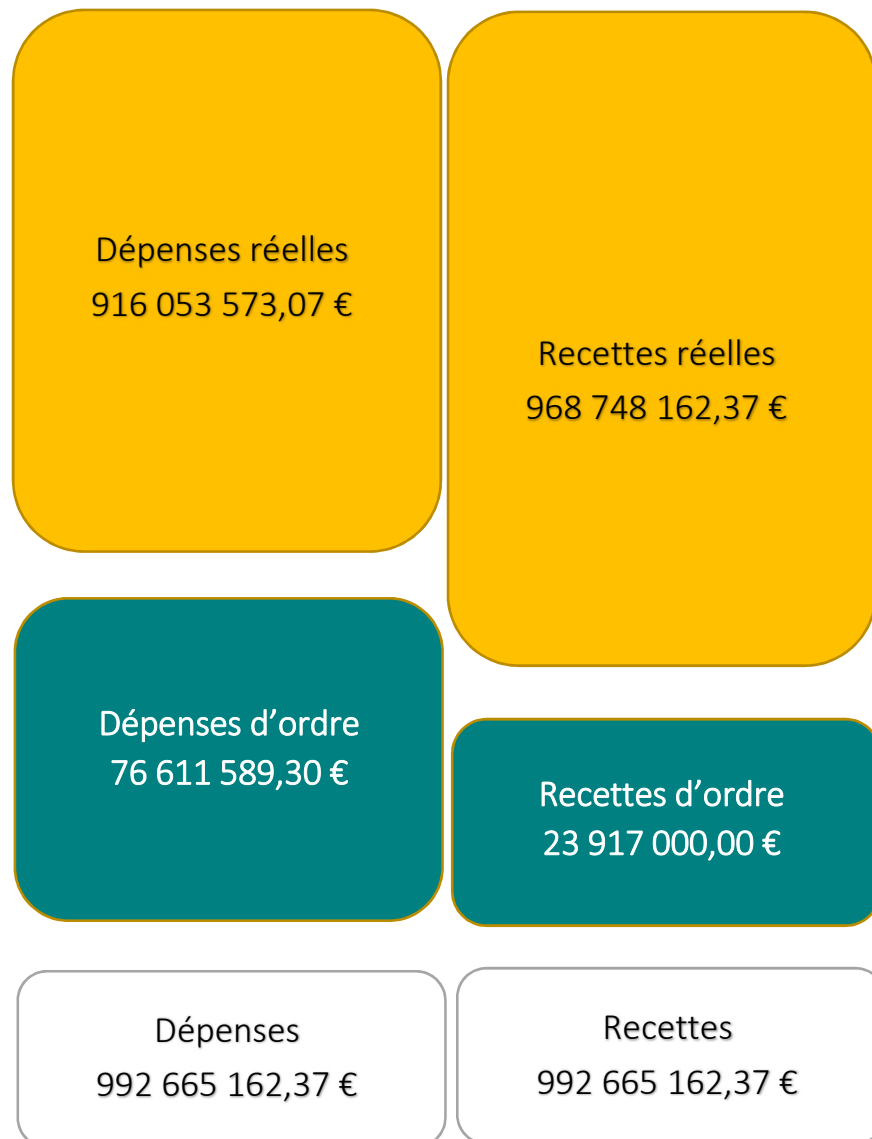 Dépenses réelles
916 053 573,07 €
Recettes réelles
968 748 162,37 €
Dépenses d’ordre
76 611 589,30 €
Recettes d’ordre
23 917 000,00 €
Dépenses
992 665 162,37 €
Recettes
992 665 162,37 €